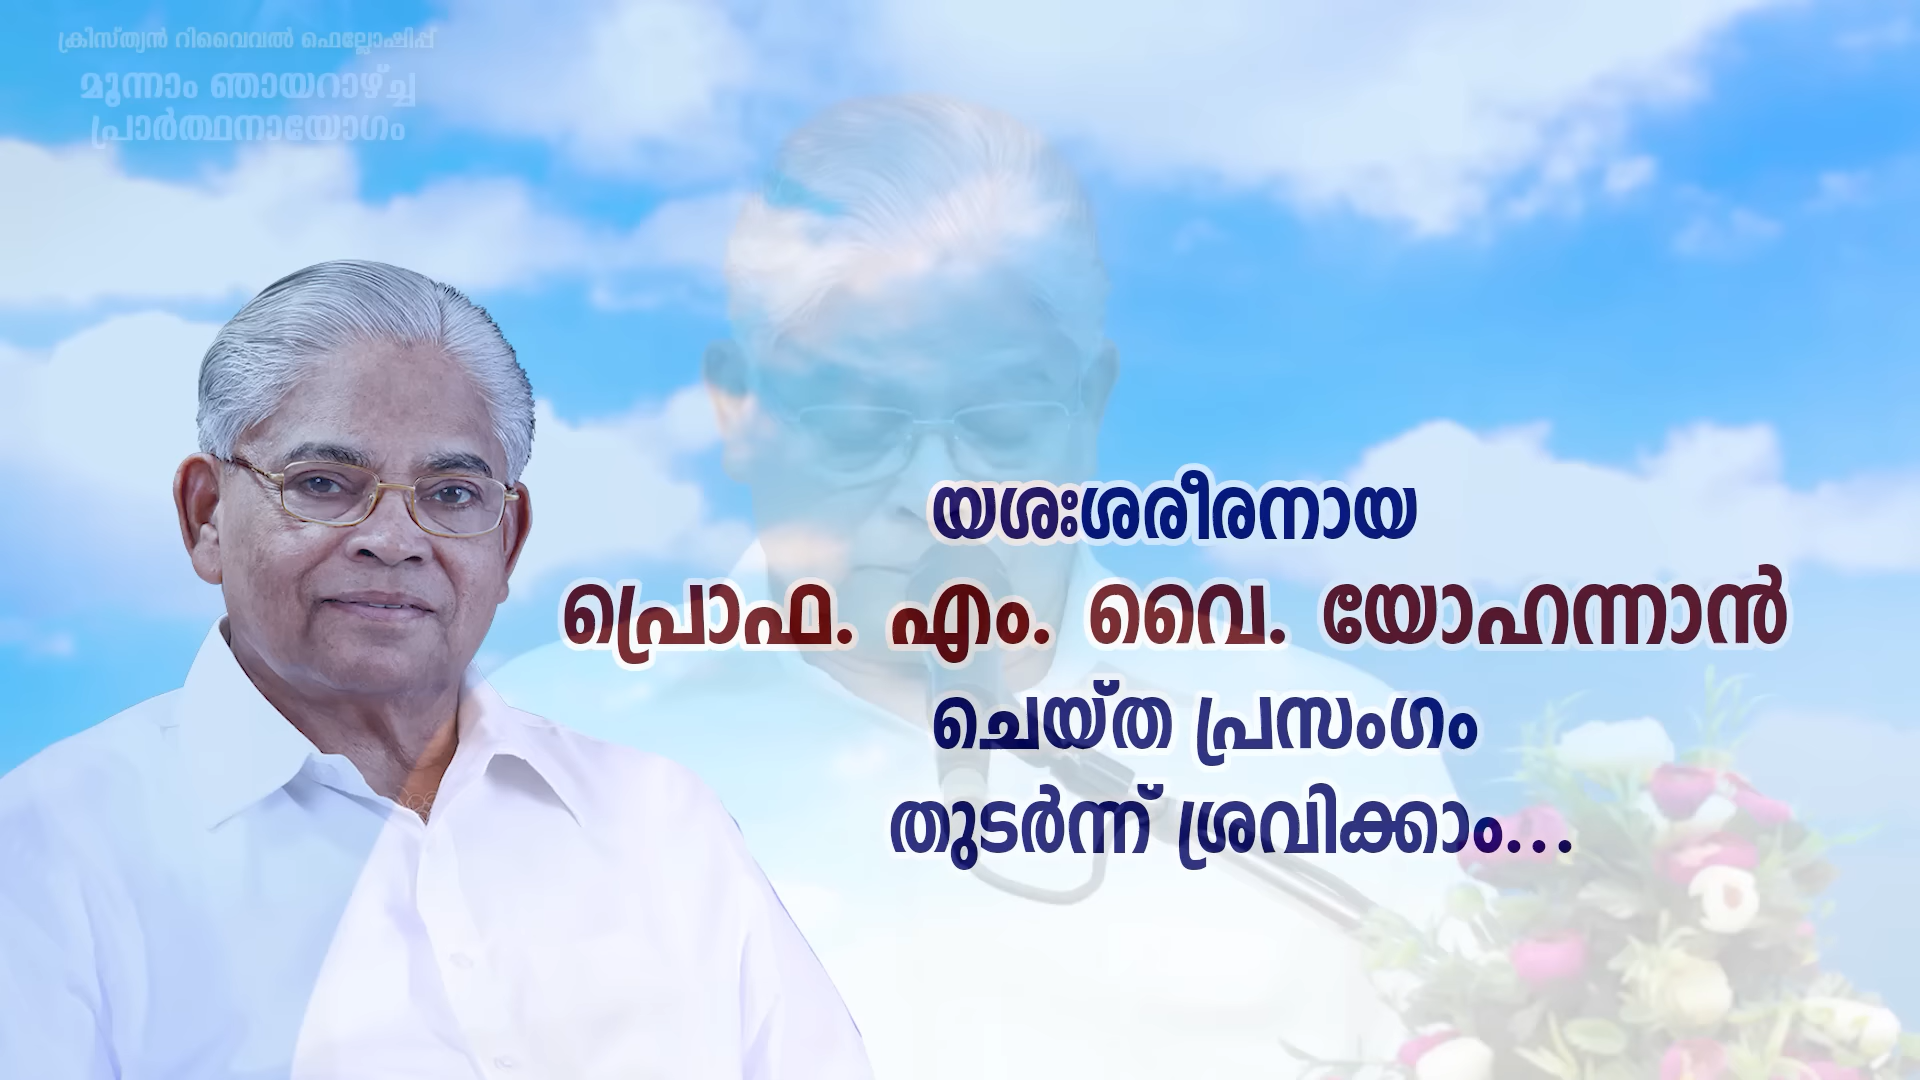 ക്രിസ്ത്യൻ റിവൈവൽ ഫെല്ലോഷിപ്പ്
മൂന്നാം ഞായറാഴ്ച്ച
പ്രാർത്ഥനായോഗം
യശഃശരീരനായ
പ്രൊഫ. എം. വൈ. യോഹന്നാൻ
ചെയ്ത പ്രസംഗം
തുടർന്ന് ശ്രവിക്കാം...